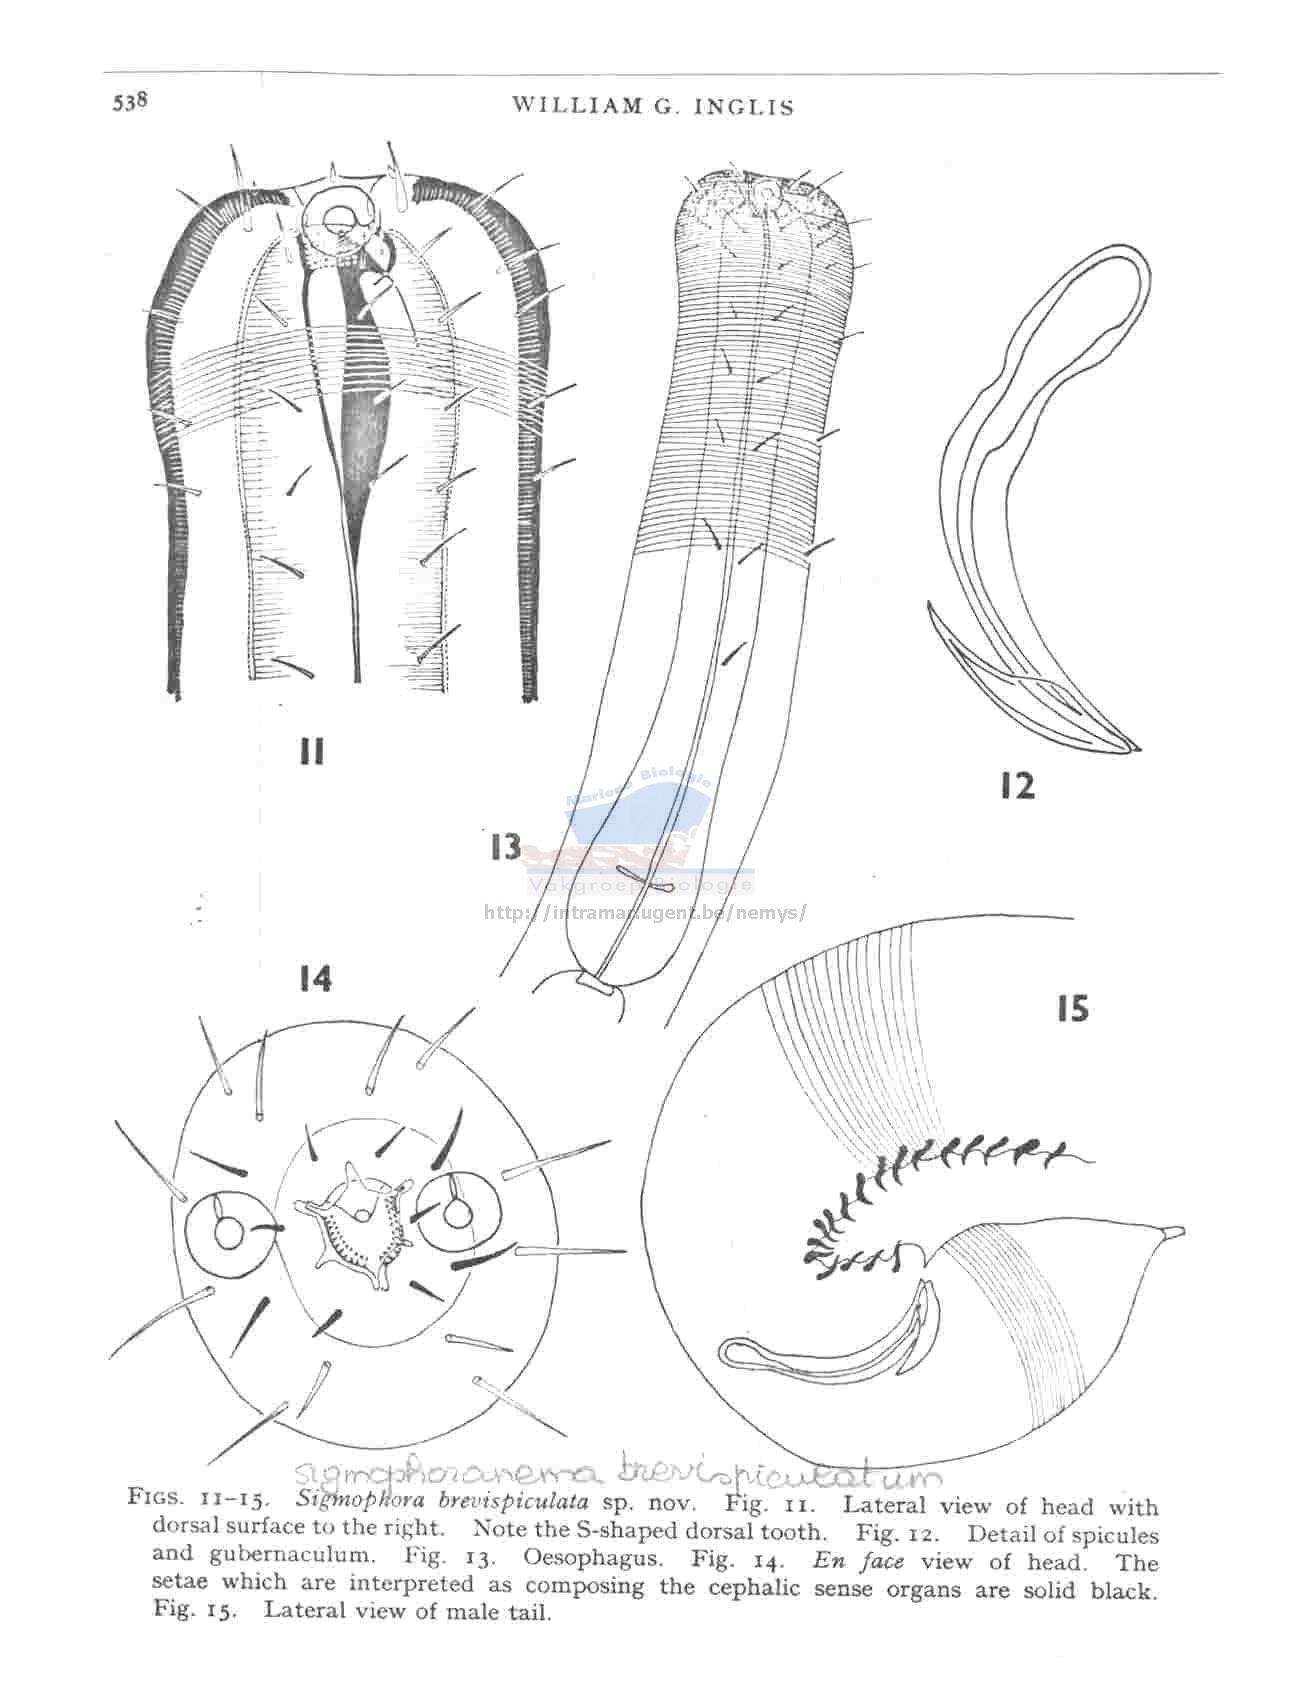 538
WILLIAM G. INGLIS
11
12
13
Mariene Biologie
Vakgroep Biologie
http://intramar.ugent.be/nemys/
14
15
sigmophoranema brevispiculatum
FIGS. 11–15. Sigmophora brevispiculata sp. nov. Fig. 11. Lateral view of head with
dorsal surface to the right. Note the S-shaped dorsal tooth. Fig. 12. Detail of spicules
and gubernaculum. Fig. 13. Oesophagus. Fig. 14. En face view of head. The
setae which are interpreted as composing the cephalic sense organs are solid black.
Fig. 15. Lateral view of male tail.